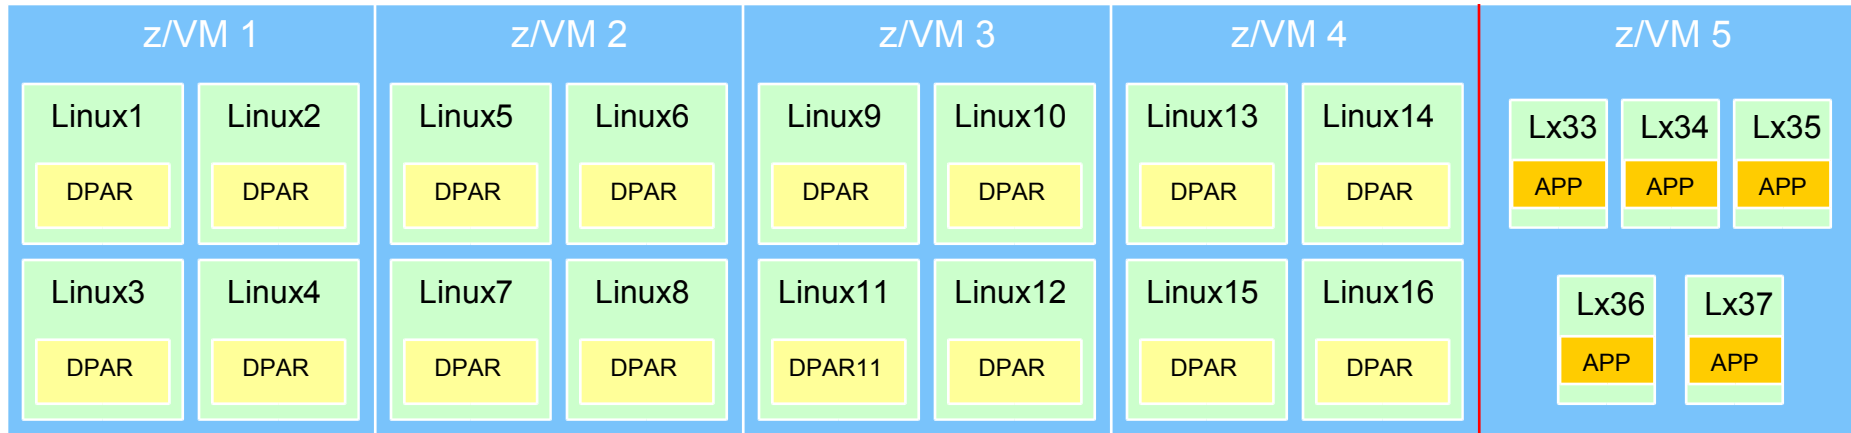 z/VM 1
Linux1 Linux2
DPAR DPAR
Linux3 Linux4
DPAR DPAR
z/VM 2
Linux5 Linux6
DPAR DPAR
Linux7 Linux8
DPAR DPAR
z/VM 3
Linux9 Linux10
DPAR DPAR
Linux11 Linux12
DPAR11 DPAR
z/VM 4
Linux13 Linux14
DPAR DPAR
Linux15 Linux16
DPAR DPAR
z/VM 5
Lx33 Lx34 Lx35
APP APP APP
Lx36 Lx37
APP APP